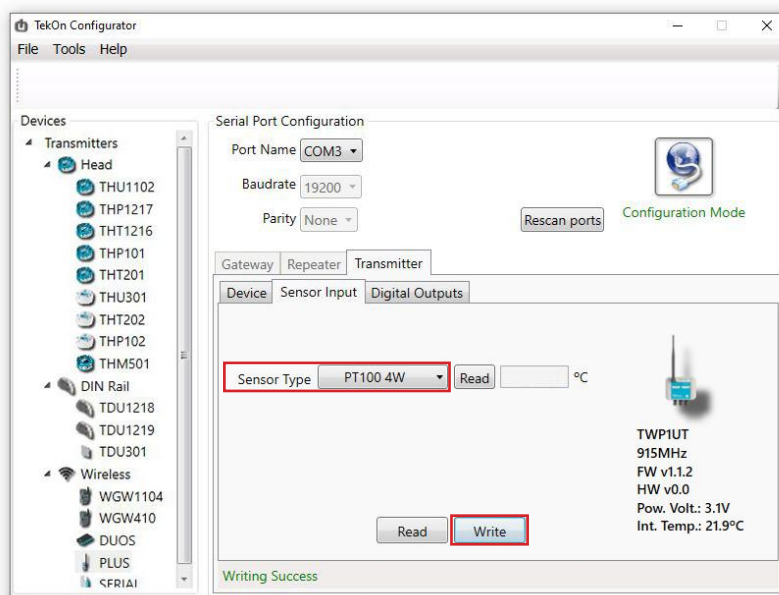 TekOn Configurator
File Tools Help
Devices
Transmitters
Head
THU1102
THP1217
THT1216
THP101
THT201
THU301
THT202
THP102
THM501
DIN Rail
TDU1218
TDU1219
TDU301
Wireless
WGW1104
WGW410
DUOS
PLUS
SERIAL
Serial Port Configuration
Port Name COM3
Baudrate 19200
Parity None
Rescan ports
Configuration Mode
Gateway Repeater Transmitter
Device Sensor Input Digital Outputs
Sensor Type PT100 4W Read ºC
TWP1UT
915MHz
FW v1.1.2
HW v0.0
Pow. Volt.: 3.1V
Int. Temp.: 21.9ºC
Read Write
Writing Success